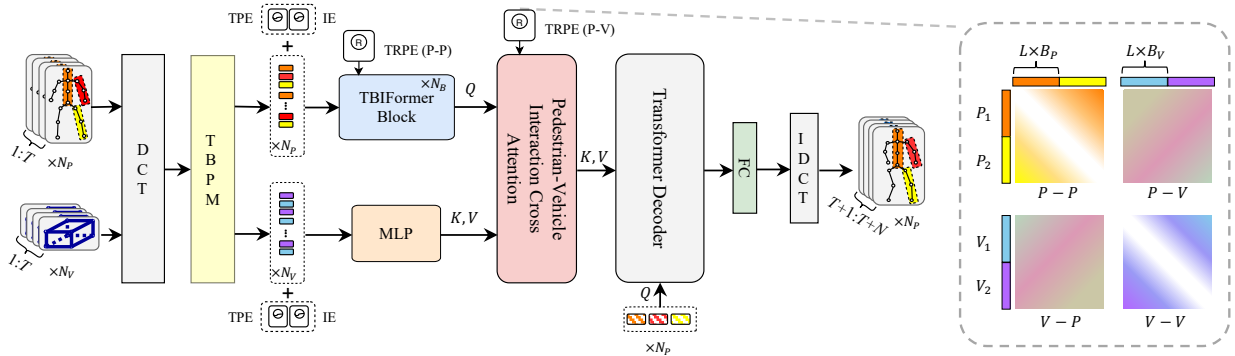 TPE
IE
+
×N_P
R
TRPE (P-P)
R
TRPE (P-V)
1:T
×N_P
1:T
×N_V
D
C
T
T
B
P
M
×N_B
TBIFormer
Block
Q
MLP
K, V
×N_V
+
TPE
IE
Pedestrian-Vehicle
Interaction Cross
Attention
K, V
Transformer Decoder
Q
×N_P
FC
I
D
C
T
T+1:T+N
×N_P
L×B_P
L×B_V
P_1
P_2
P − P
P − V
V_1
V_2
V − P
V − V